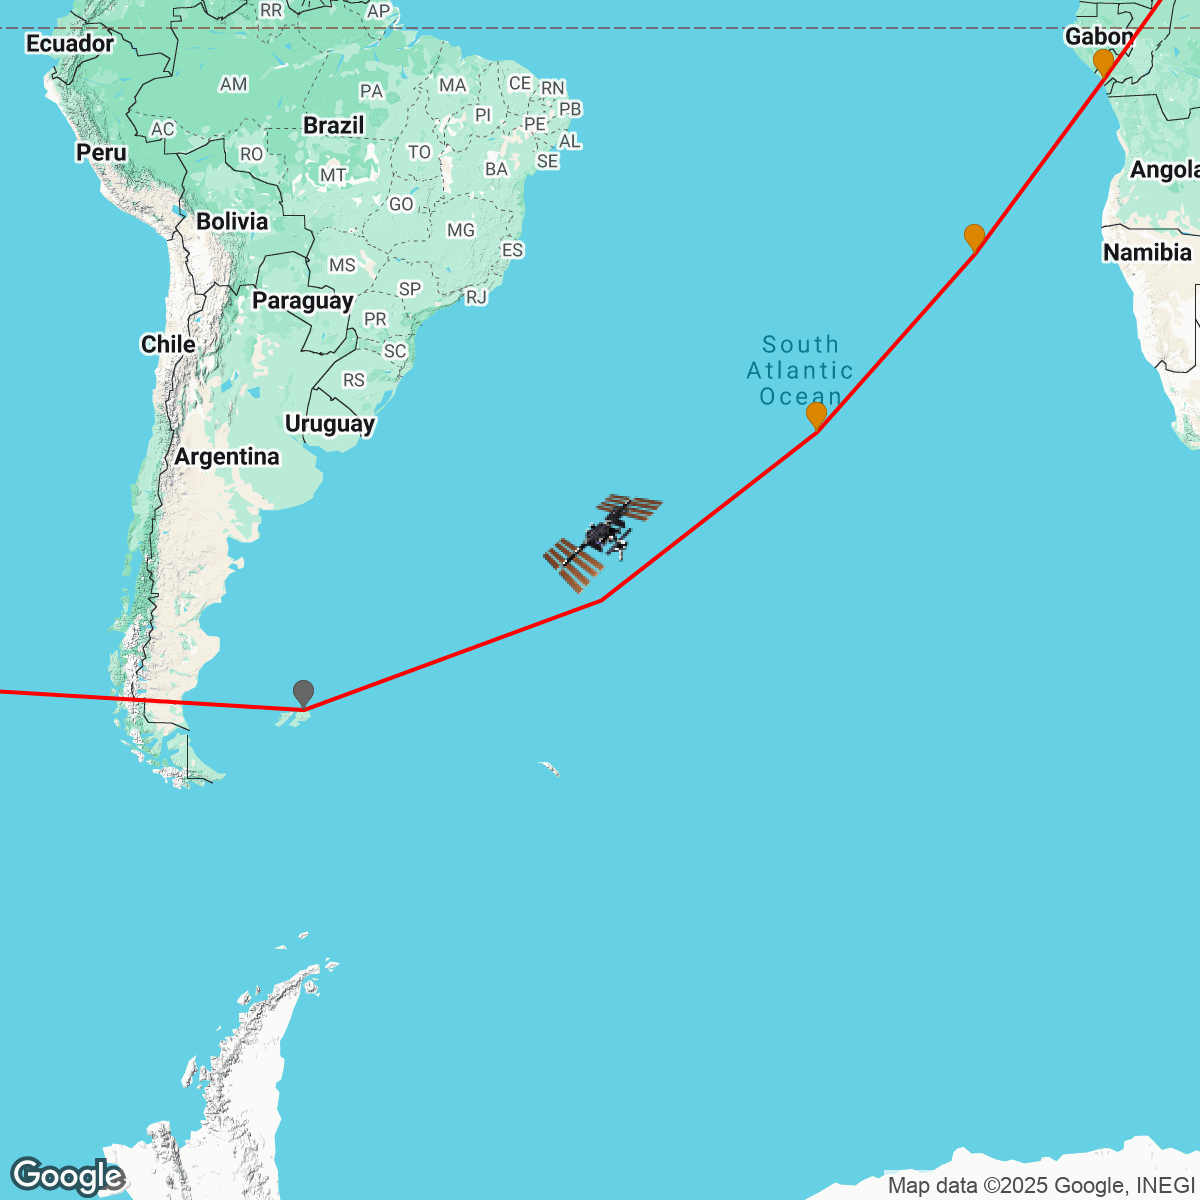 RR
AP
Ecuador
Gabon
AM
PA
MA
CE
RN
PB
PI
PE
AL
AC
Brazil
Peru
RO
TO
SE
BA
MT
Angola
GO
Bolivia
MG
ES
Namibia
MS
SP
RJ
Paraguay
PR
Chile
SC
South
Atlantic
Ocean
RS
Uruguay
Argentina
Google
Map data ©2025 Google, INEGI